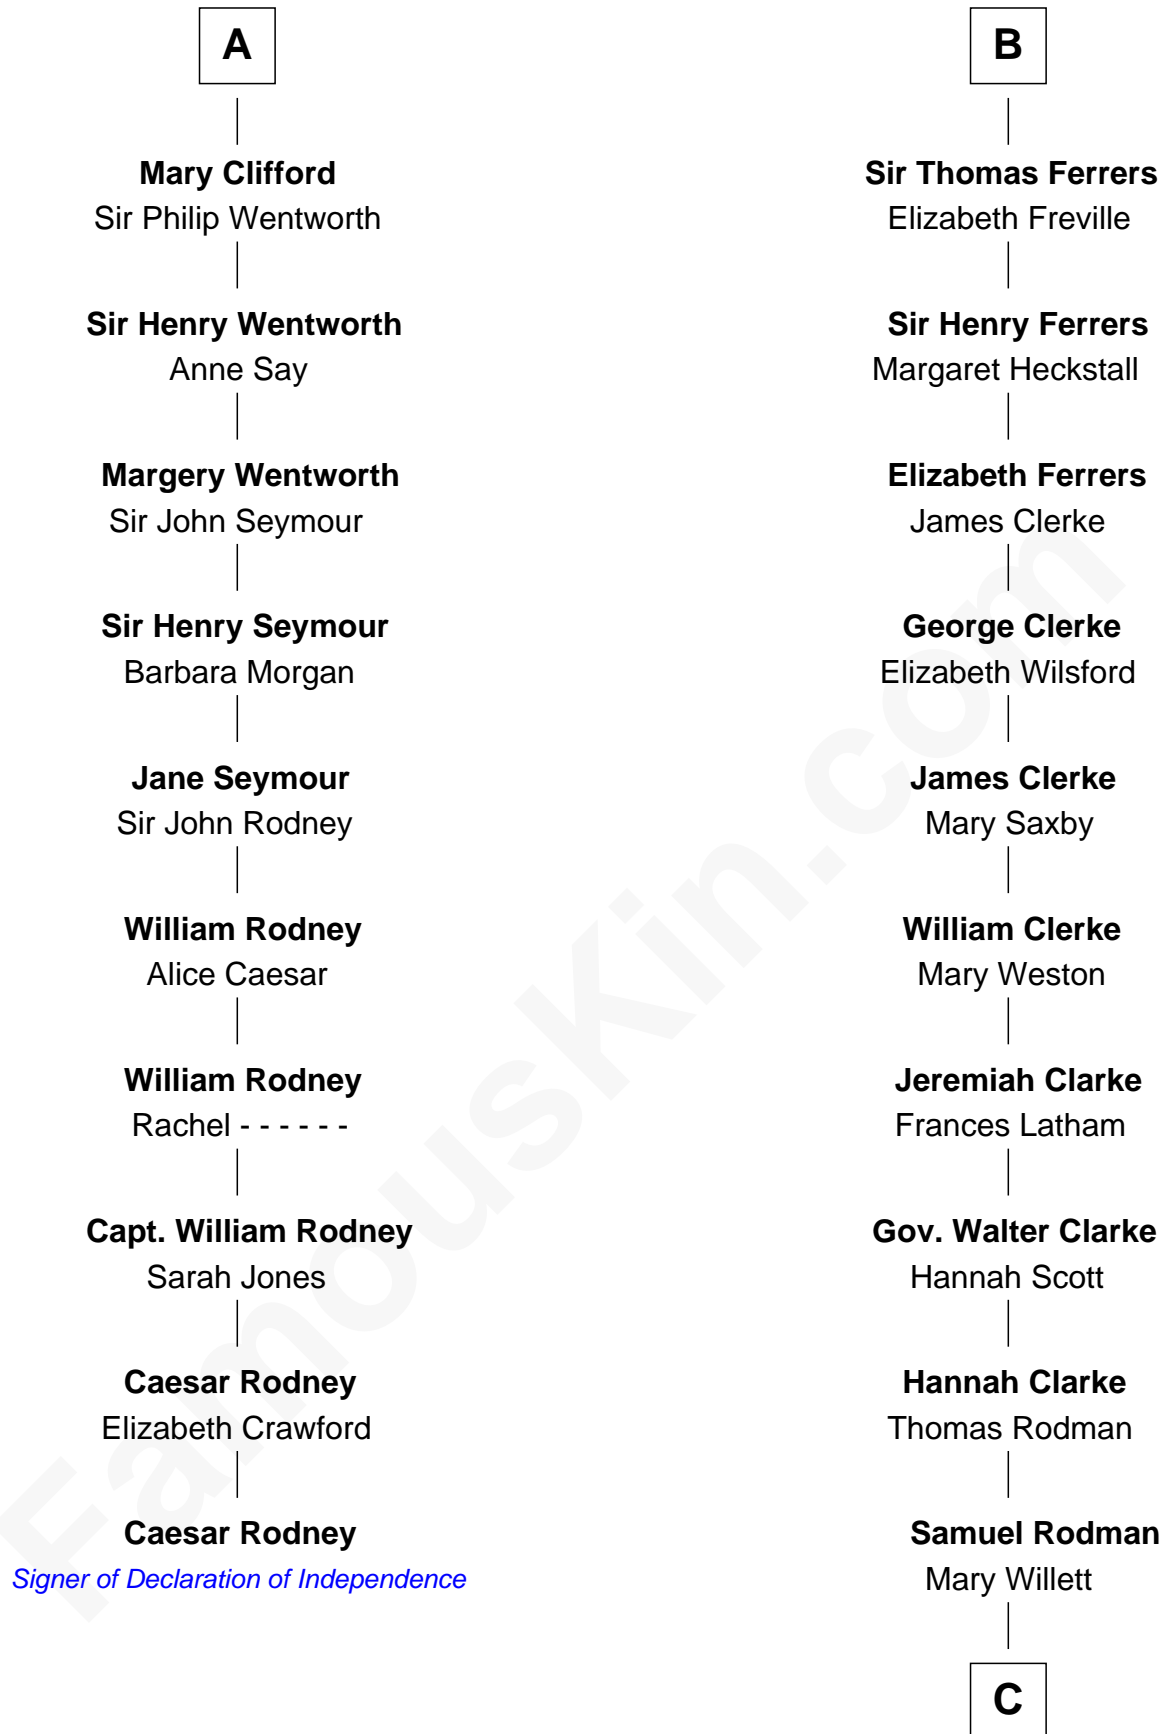 A
Mary Clifford
Sir Philip Wentworth
Sir Henry Wentworth
Anne Say
Margery Wentworth
Sir John Seymour
Sir Henry Seymour
Barbara Morgan
Jane Seymour
Sir John Rodney
William Rodney
Alice Caesar
William Rodney
Rachel - - - - - -
Capt. William Rodney
Sarah Jones
Caesar Rodney
Elizabeth Crawford
Caesar Rodney
Signer of Declaration of Independence
B
Sir Thomas Ferrers
Elizabeth Freville
Sir Henry Ferrers
Margaret Heckstall
Elizabeth Ferrers
James Clerke
George Clerke
Elizabeth Wilsford
James Clerke
Mary Saxby
William Clerke
Mary Weston
Jeremiah Clarke
Frances Latham
Gov. Walter Clarke
Hannah Scott
Hannah Clarke
Thomas Rodman
Samuel Rodman
Mary Willett
C
FamousKin.com